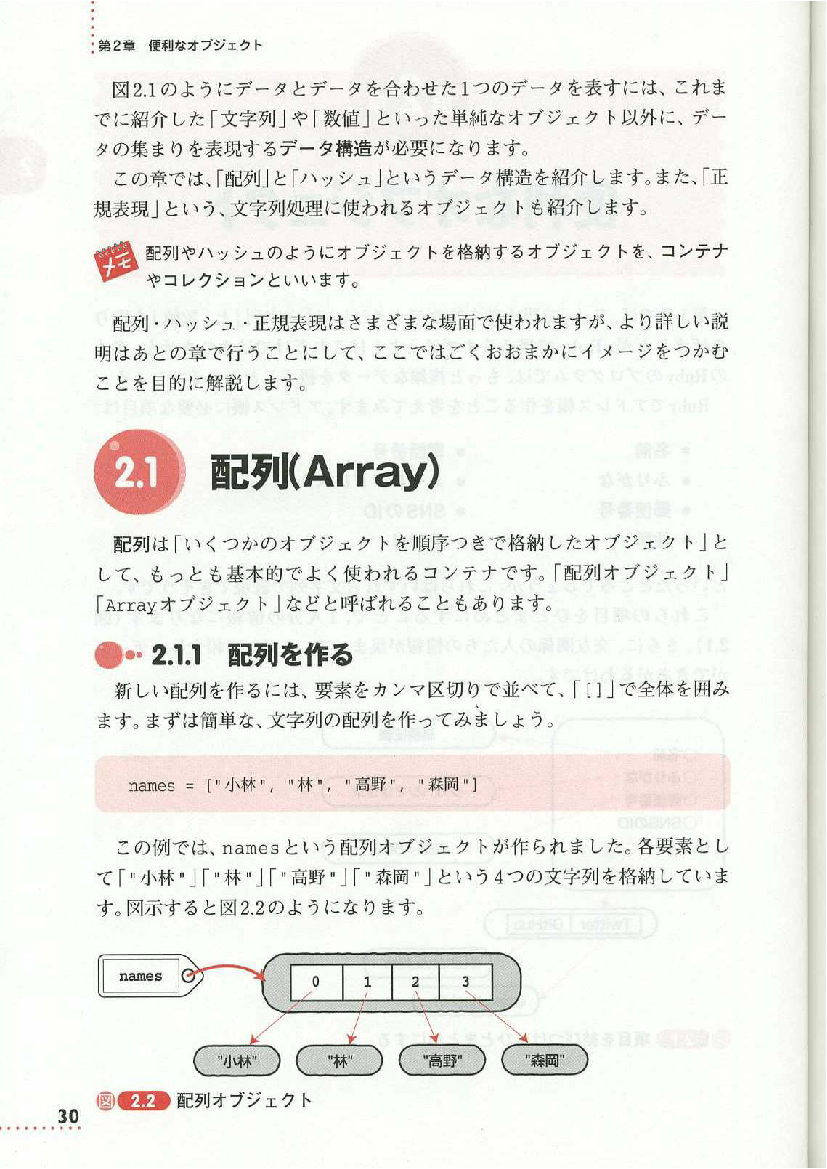 第2章 便利なオブジェクト
図2.1のようにデータとデータを合わせた1つのデータを表すには、これま
でに紹介した「文字列」や「数値」といった単純なオブジェクト以外に、デー
タの集まりを表現するデータ構造が必要になります。
この章では、「配列」と「ハッシュ」というデータ構造を紹介します。また、「正
規表現」という、文字列処理に使われるオブジェクトも紹介します。
メモ
配列やハッシュのようにオブジェクトを格納するオブジェクトを、コンテナ
やコレクションといいます。
配列・ハッシュ・正規表現はさまざまな場面で使われますが、より詳しい説
明はあとの章で行うことにして、ここではごくおおまかにイメージをつかむ
ことを目的に解説します。
2.1 配列(Array)
配列は「いくつかのオブジェクトを順序つきで格納したオブジェクト」と
して、もっとも基本的でよく使われるコンテナです。「配列オブジェクト」
「Arrayオブジェクト」などと呼ばれることもあります。
2.1.1 配列を作る
新しい配列を作るには、要素をカンマ区切りで並べて、「[]」で全体を囲み
ます。まずは簡単な、文字列の配列を作ってみましょう。
names = ["小林", "林", "高野", "森岡"]
この例では、namesという配列オブジェクトが作られました。各要素とし
て「"小林"」「"林"」「"高野"」「"森岡"」という4つの文字列を格納していま
す。図示すると図2.2のようになります。
names
0 1 2 3
"小林" "林" "高野" "森岡"
図 2.2 配列オブジェクト
30